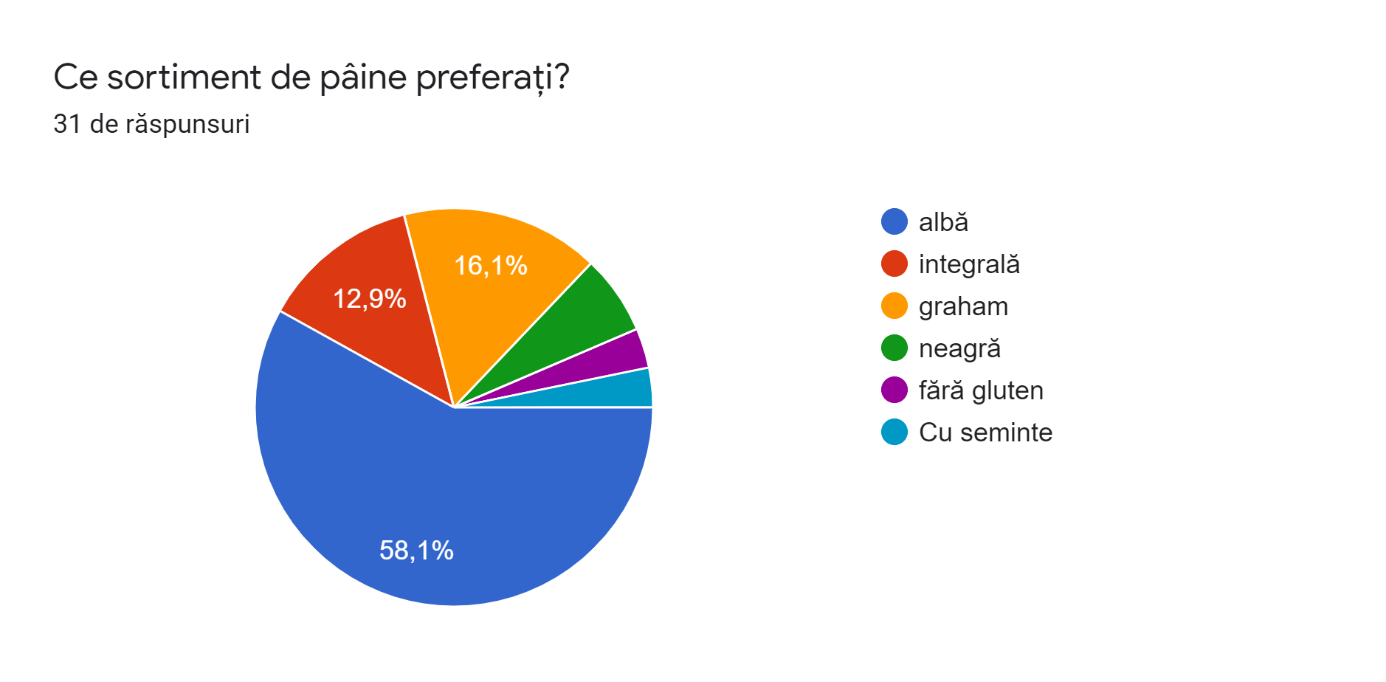 Ce sortiment de pâine preferați?
31 de răspunsuri
16,1%
12,9%
58,1%
albă
integrală
graham
neagră
fără gluten
Cu seminte